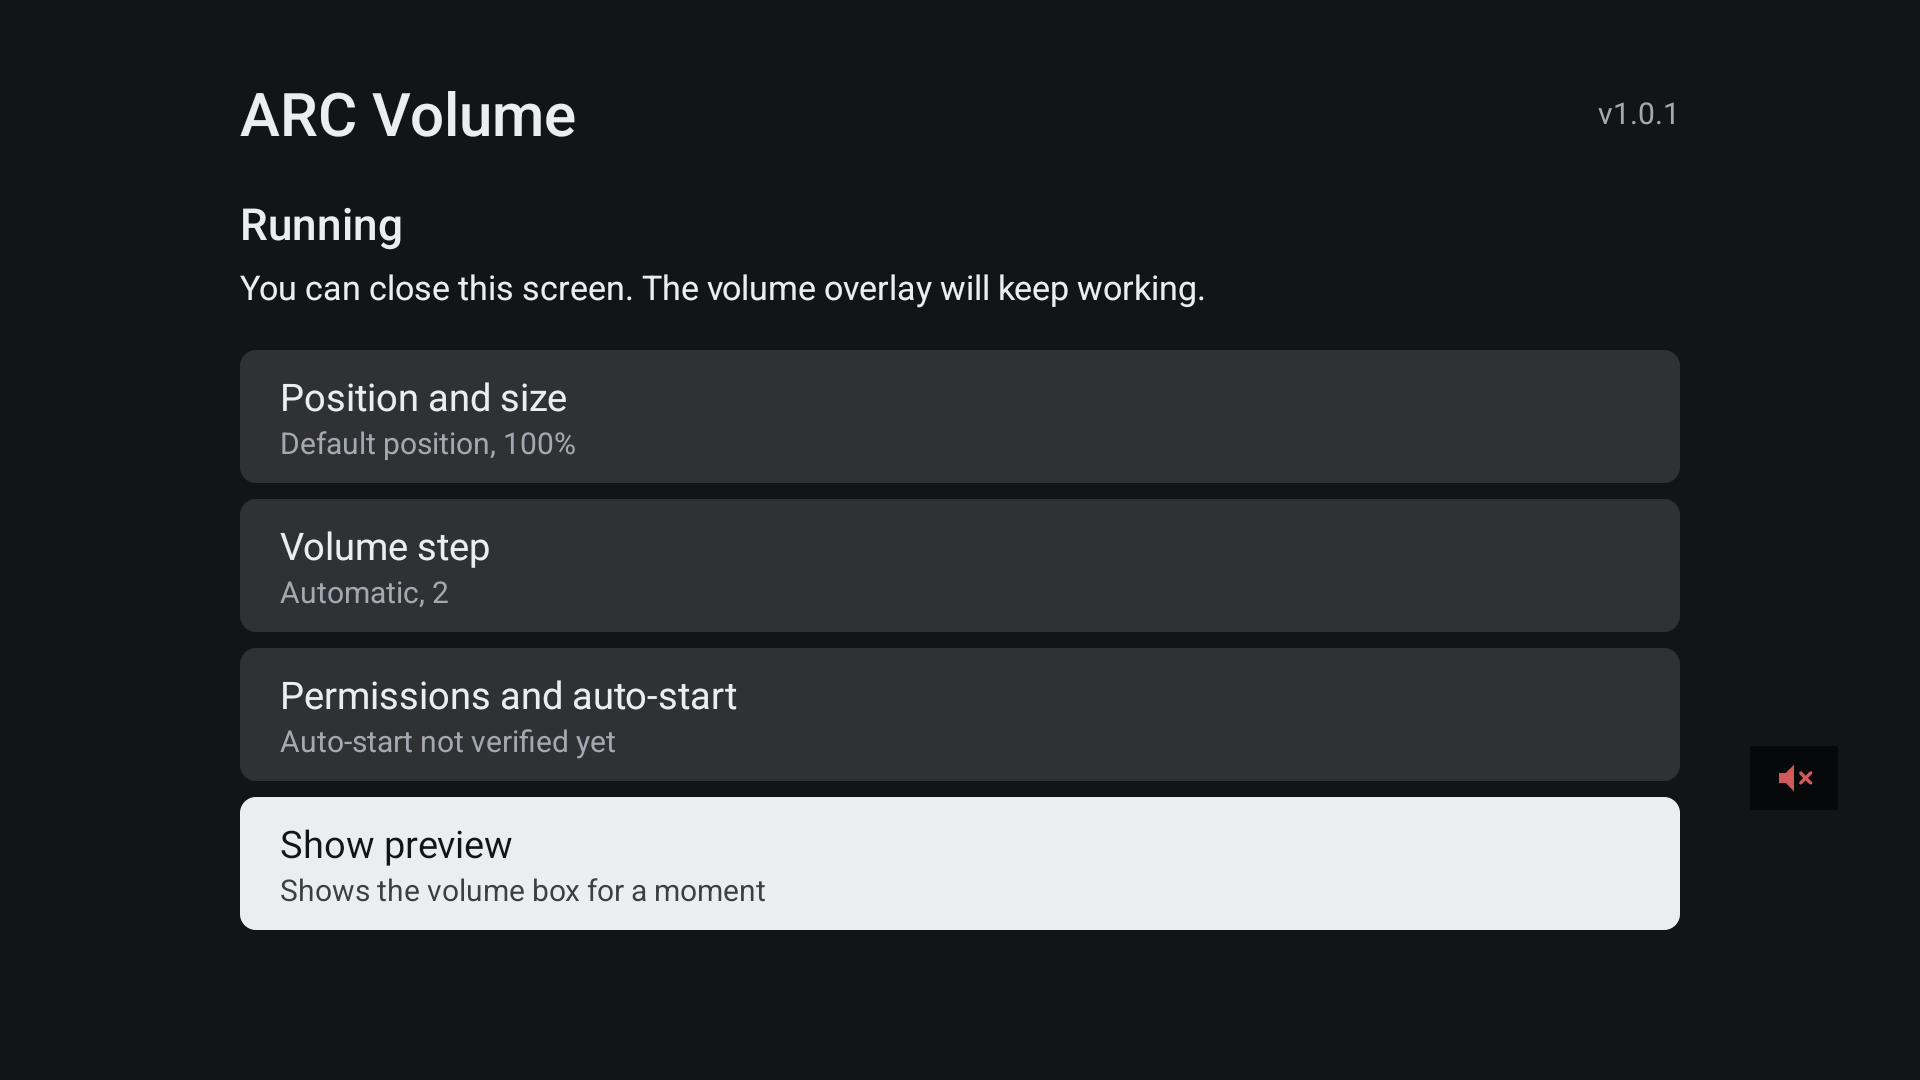 ARC Volume
v1.0.1
Running
You can close this screen. The volume overlay will keep working.
Position and size
Default position, 100%
Volume step
Automatic, 2
Permissions and auto-start
Auto-start not verified yet
Show preview
Shows the volume box for a moment